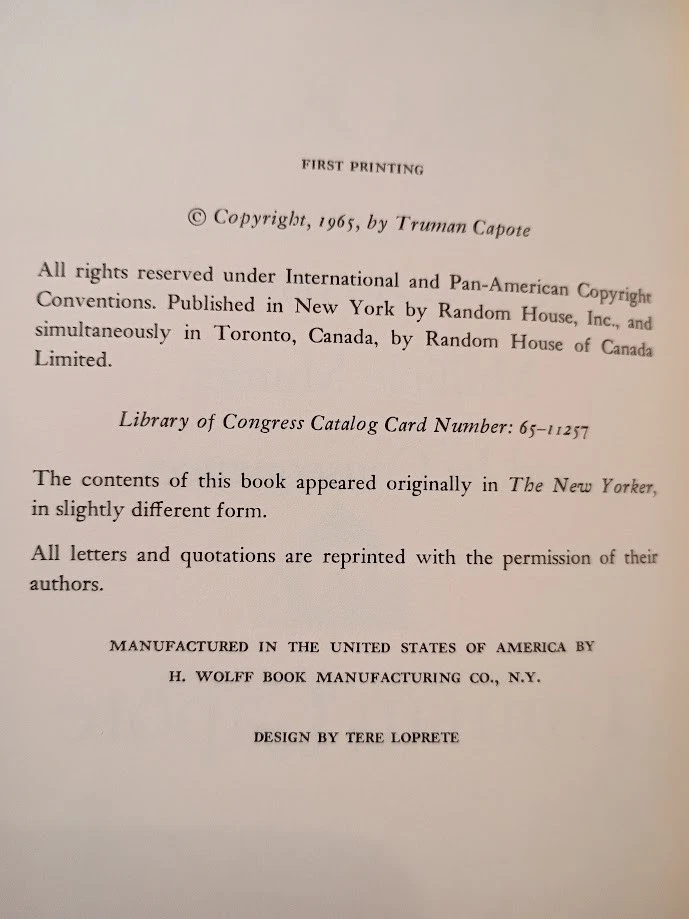 FIRST PRINTING
© Copyright, 1965, by Truman Capote
All rights reserved under International and Pan-American Copyright
Conventions. Published in New York by Random House, Inc., and
simultaneously in Toronto, Canada, by Random House of Canada
Limited.
Library of Congress Catalog Card Number: 65–11257
The contents of this book appeared originally in The New Yorker,
in slightly different form.
All letters and quotations are reprinted with the permission of their
authors.
MANUFACTURED IN THE UNITED STATES OF AMERICA BY
H. WOLFF BOOK MANUFACTURING CO., N.Y.
DESIGN BY TERE LOPRETE